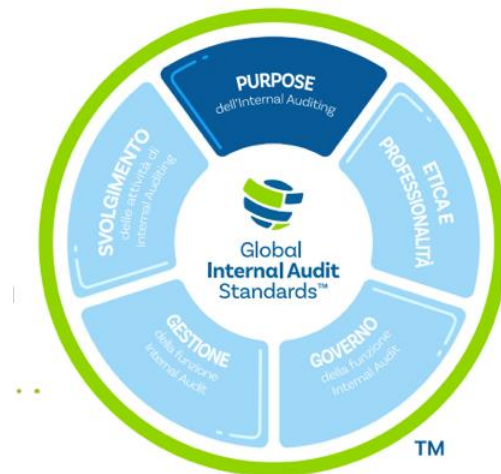 PURPOSE
dell'Internal Auditing
ETICA E
PROFESSIONALITÀ
GOVERNO
della funzione
Internal Audit
GESTIONE
della funzione
Internal Audit
SVOLGIMENTO
delle attività di
Internal Auditing
Global
Internal Audit
Standards™
TM